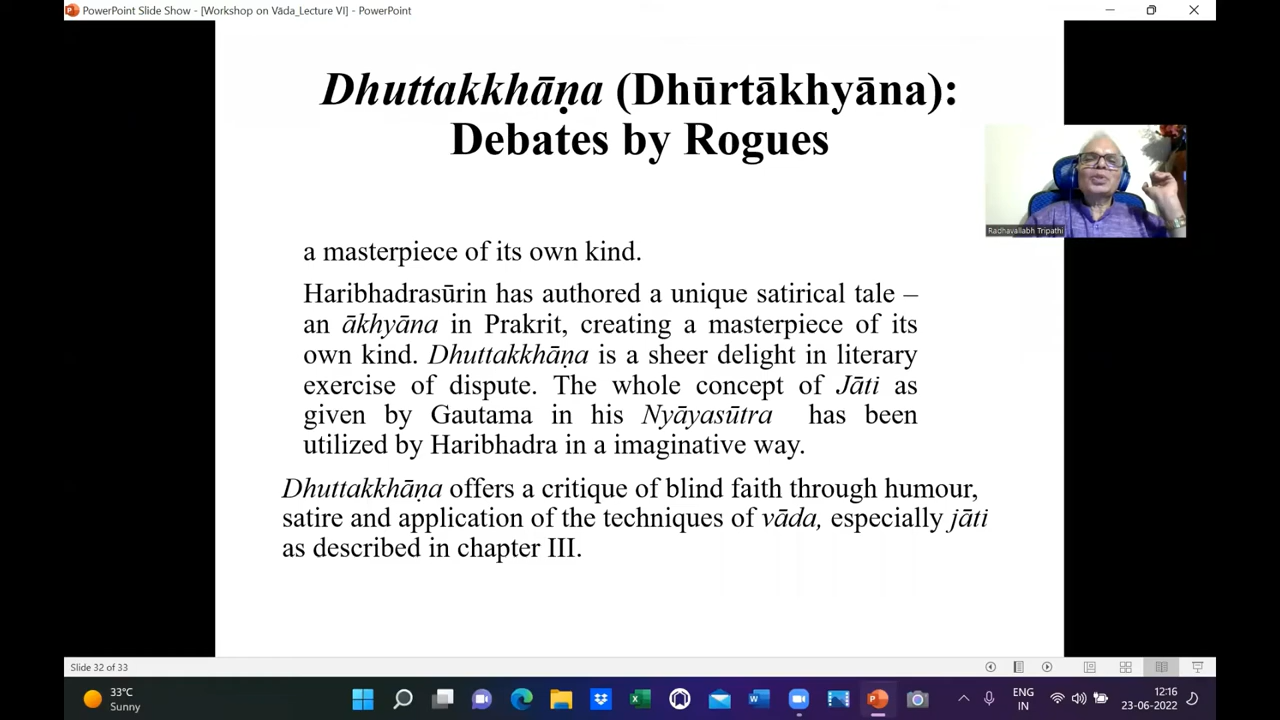 PowerPoint Slide Show - [Workshop on Vāda_Lecture VI] - PowerPoint
Dhuttakkhāṇa (Dhūrtākhyāna):
Debates by Rogues
Radhavallabh Tripathi
a masterpiece of its own kind.
Haribhadrasūrin has authored a unique satirical tale –
an ākhyāna in Prakrit, creating a masterpiece of its
own kind. Dhuttakkhāṇa is a sheer delight in literary
exercise of dispute. The whole concept of Jāti as
given by Gautama in his Nyāyasūtra has been
utilized by Haribhadra in a imaginative way.
Dhuttakkhāṇa offers a critique of blind faith through humour,
satire and application of the techniques of vāda, especially jāti
as described in chapter III.
Slide 32 of 33
33°C
Sunny
ENG
IN
12:16
23-06-2022